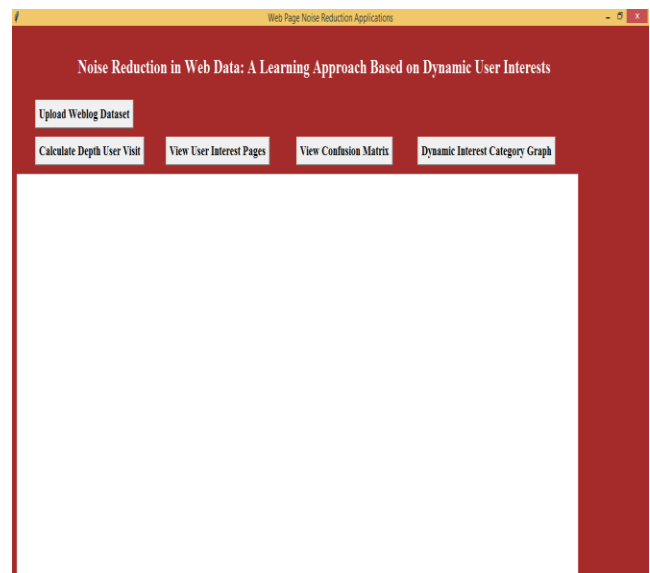 Web Page Noise Reduction Applications
Noise Reduction in Web Data: A Learning Approach Based on Dynamic User Interests
Upload Weblog Dataset
Calculate Depth User Visit View User Interest Pages View Confusion Matrix Dynamic Interest Category Graph